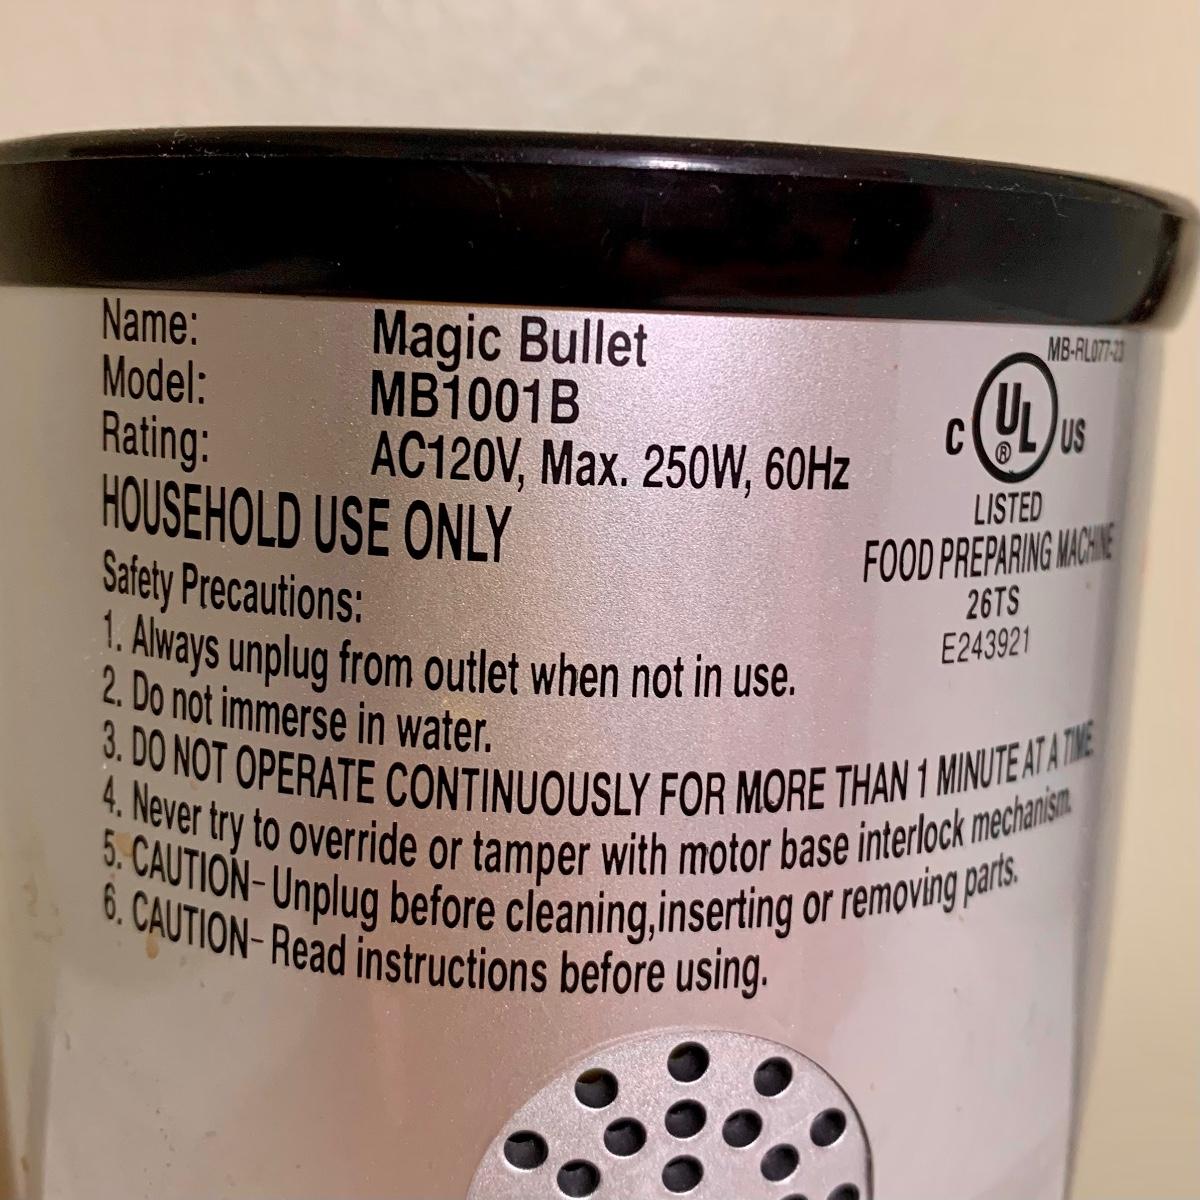 Name: Magic Bullet
Model: MB1001B
Rating: AC120V, Max. 250W, 60Hz
HOUSEHOLD USE ONLY
Safety Precautions:
1. Always unplug from outlet when not in use.
2. Do not immerse in water.
3. DO NOT OPERATE CONTINUOUSLY FOR MORE THAN 1 MINUTE AT A TIME
4. Never try to override or tamper with motor base interlock mechanism.
5. CAUTION-Unplug before cleaning,inserting or removing parts.
6. CAUTION-Read instructions before using.
MB-RL077-23
C UL ® US
LISTED
FOOD PREPARING MACHINE
26TS
E243921